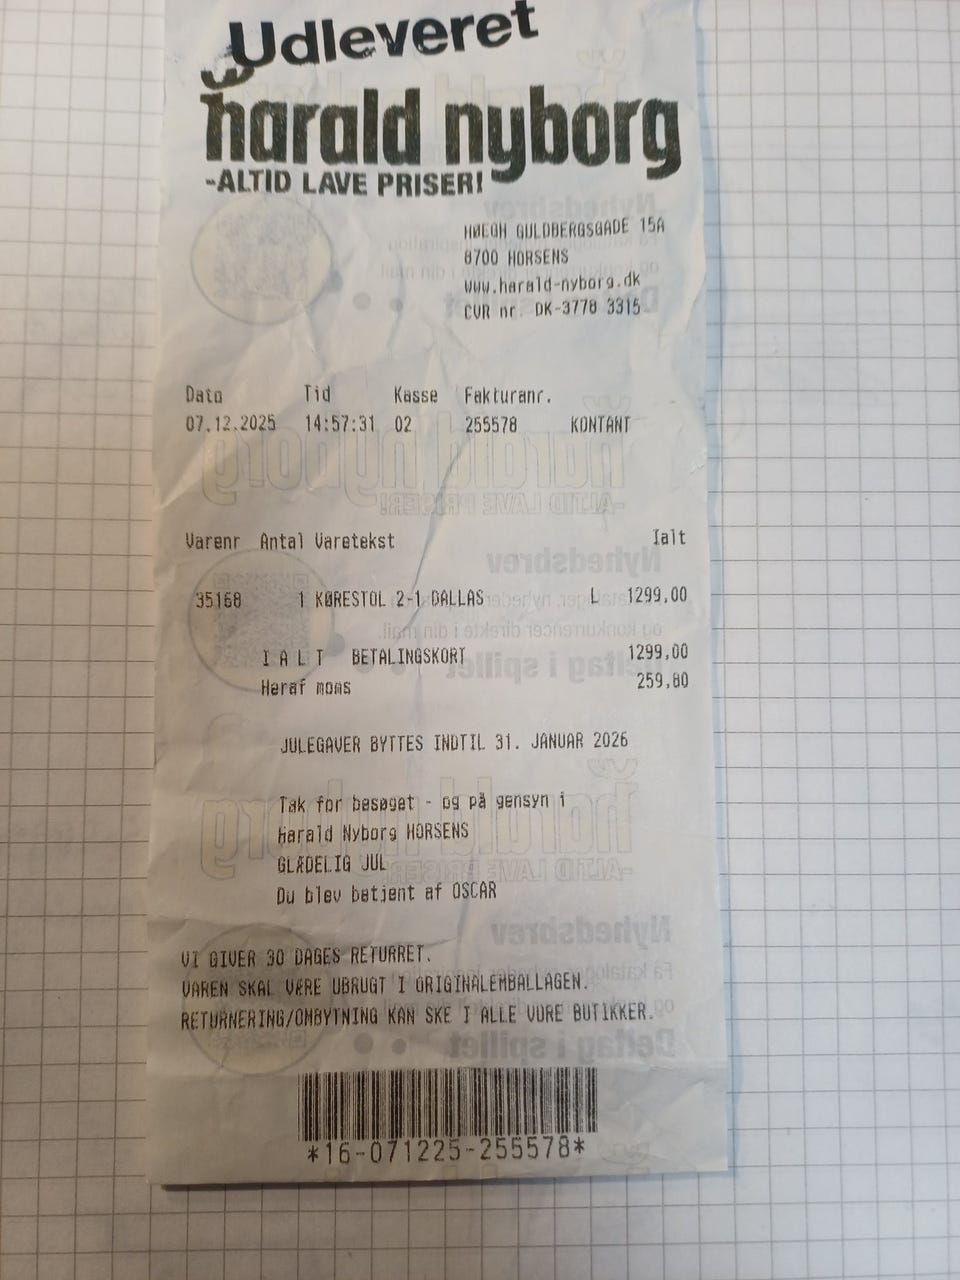 Udleveret
harald nyborg
-ALTID LAVE PRISER!
HØEGH GULDBERGSGADE 15A
8700 HORSENS
www.harald-nyborg.dk
CVR nr. DK-3778 3315
Dato Tid Kasse Fakturanr.
07.12.2025 14:57:31 02 255578 KONTANT
Varenr Antal Varetekst Ialt
35168 1 KØRESTOL 2-1 DALLAS L 1299,00
I A L T BETALINGSKORT 1299,00
Heraf moms 259,80
JULEGAVER BYTTES INDTIL 31. JANUAR 2026
Tak for besøget - og på gensyn i
Harald Nyborg HORSENS
GLÆDELIG JUL
Du blev betjent af OSCAR
VI GIVER 30 DAGES RETURRET.
VAREN SKAL VÆRE UBRUGT I ORIGINALEMBALLAGEN.
RETURNERING/OMBYTNING KAN SKE I ALLE VORE BUTIKKER.
*16-071225-255578*